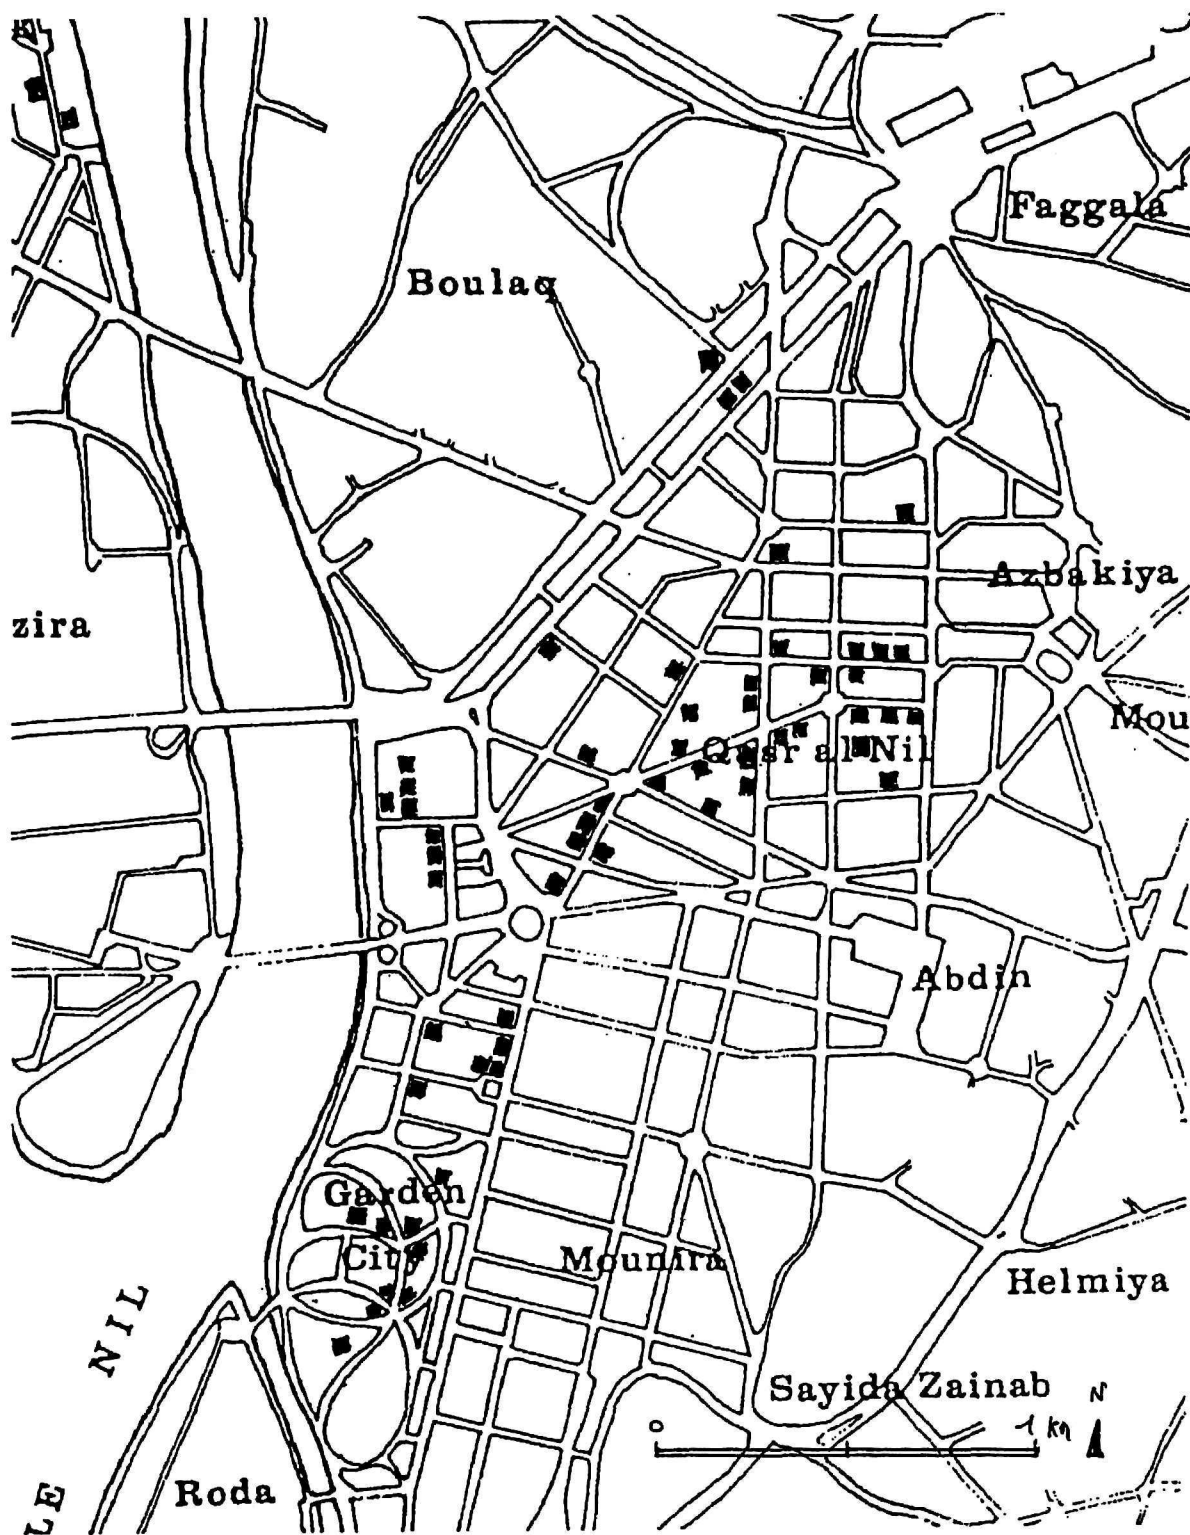 Faggala
Boulaq
Azbakiya
zira
Mou
Qasr al Nil
Abdin
Garden
City
Mounira
Helmiya
NIL
Sayida Zainab
N
0
1 km
Roda
LE